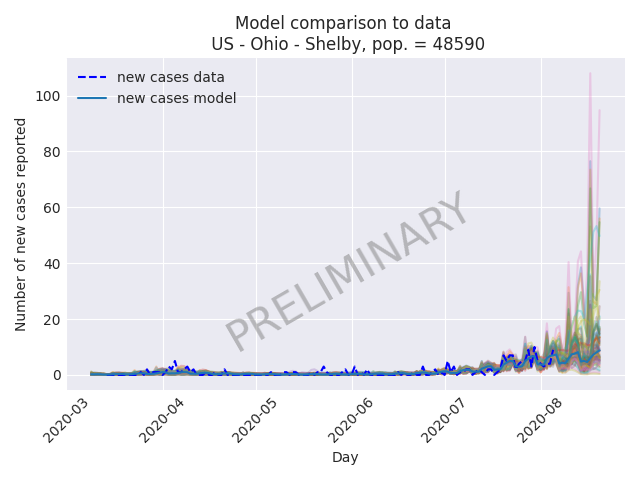 Model comparison to data
US - Ohio - Shelby, pop. = 48590
new cases data
new cases model
Number of new cases reported
100
80
60
40
20
0
PRELIMINARY
2020-03
2020-04
2020-05
2020-06
2020-07
2020-08
Day